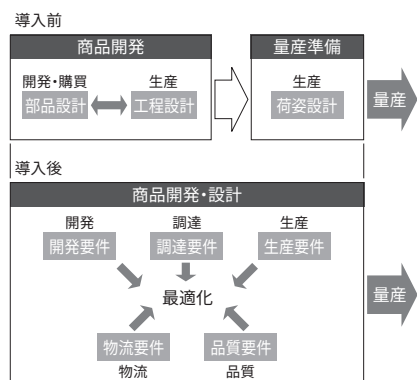 導入前
商品開発
量産準備
開発・購買
生産
生産
部品設計
工程設計
荷姿設計
量産
導入後
商品開発・設計
開発
調達
生産
開発要件
調達要件
生産要件
最適化
量産
物流要件
品質要件
物流
品質